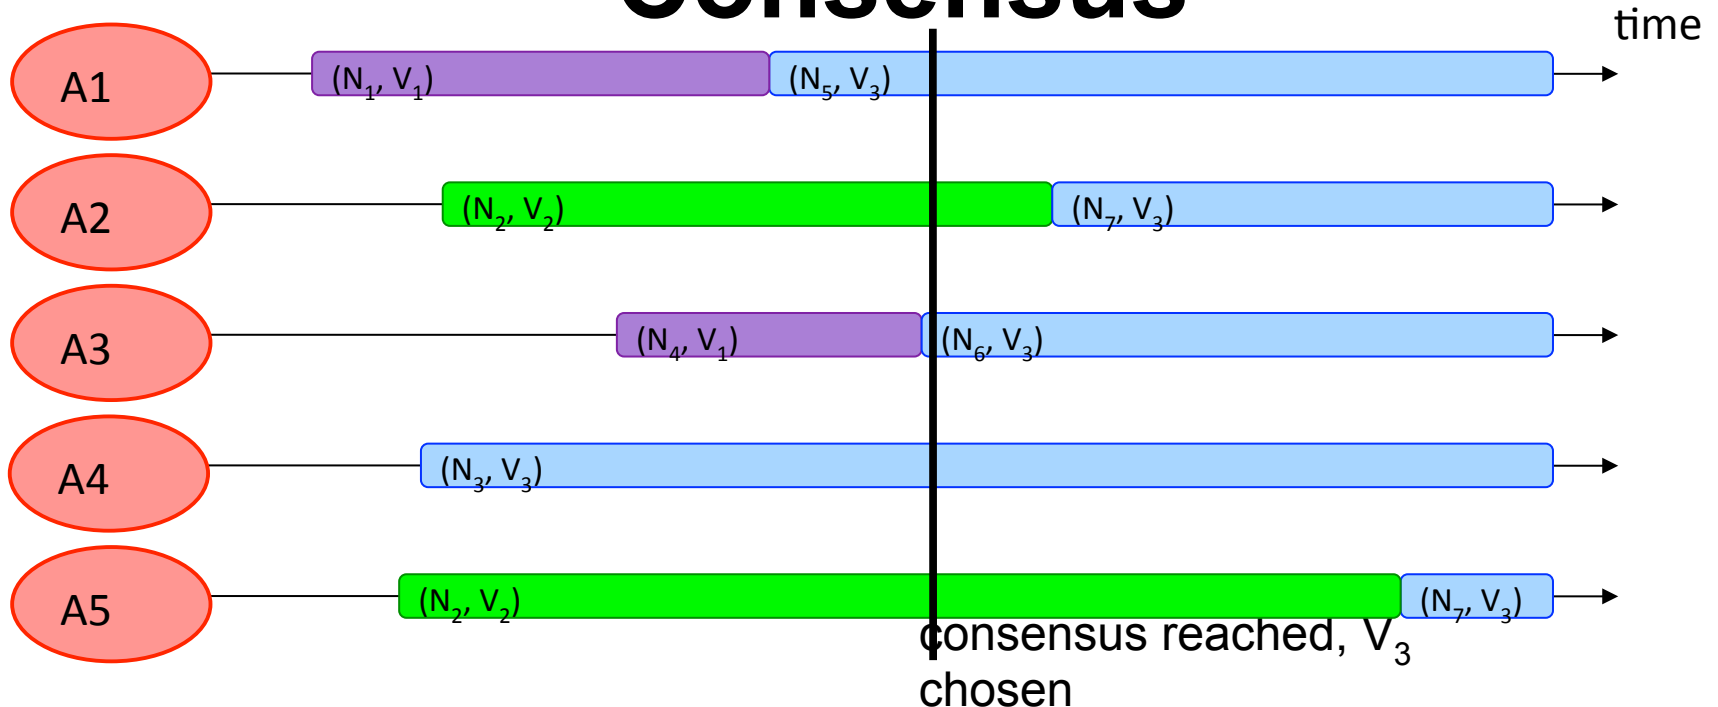 Consensus
time
A1 (N₁, V₁) (N₅, V₃)
A2 (N₂, V₂) (N₇, V₃)
A3 (N₄, V₁) (N₆, V₃)
A4 (N₃, V₃)
A5 (N₂, V₂) (N₇, V₃)
consensus reached, V₃
chosen